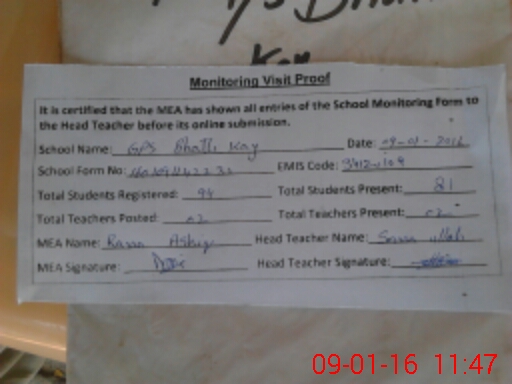 Monitoring Visit Proof
It is certified that the MEA has shown all entries of the School Monitoring Form to
the Head Teacher before its online submission.
School Name: GPS Bhatti Kay Date: 09-01-2016
School Form No: EMIS Code:
Total Students Registered: 94 Total Students Present: 81
Total Teachers Posted: 02 Total Teachers Present: 02
MEA Name: Head Teacher Name: Sana ullah
MEA Signature: Head Teacher Signature:
09-01-16 11:47